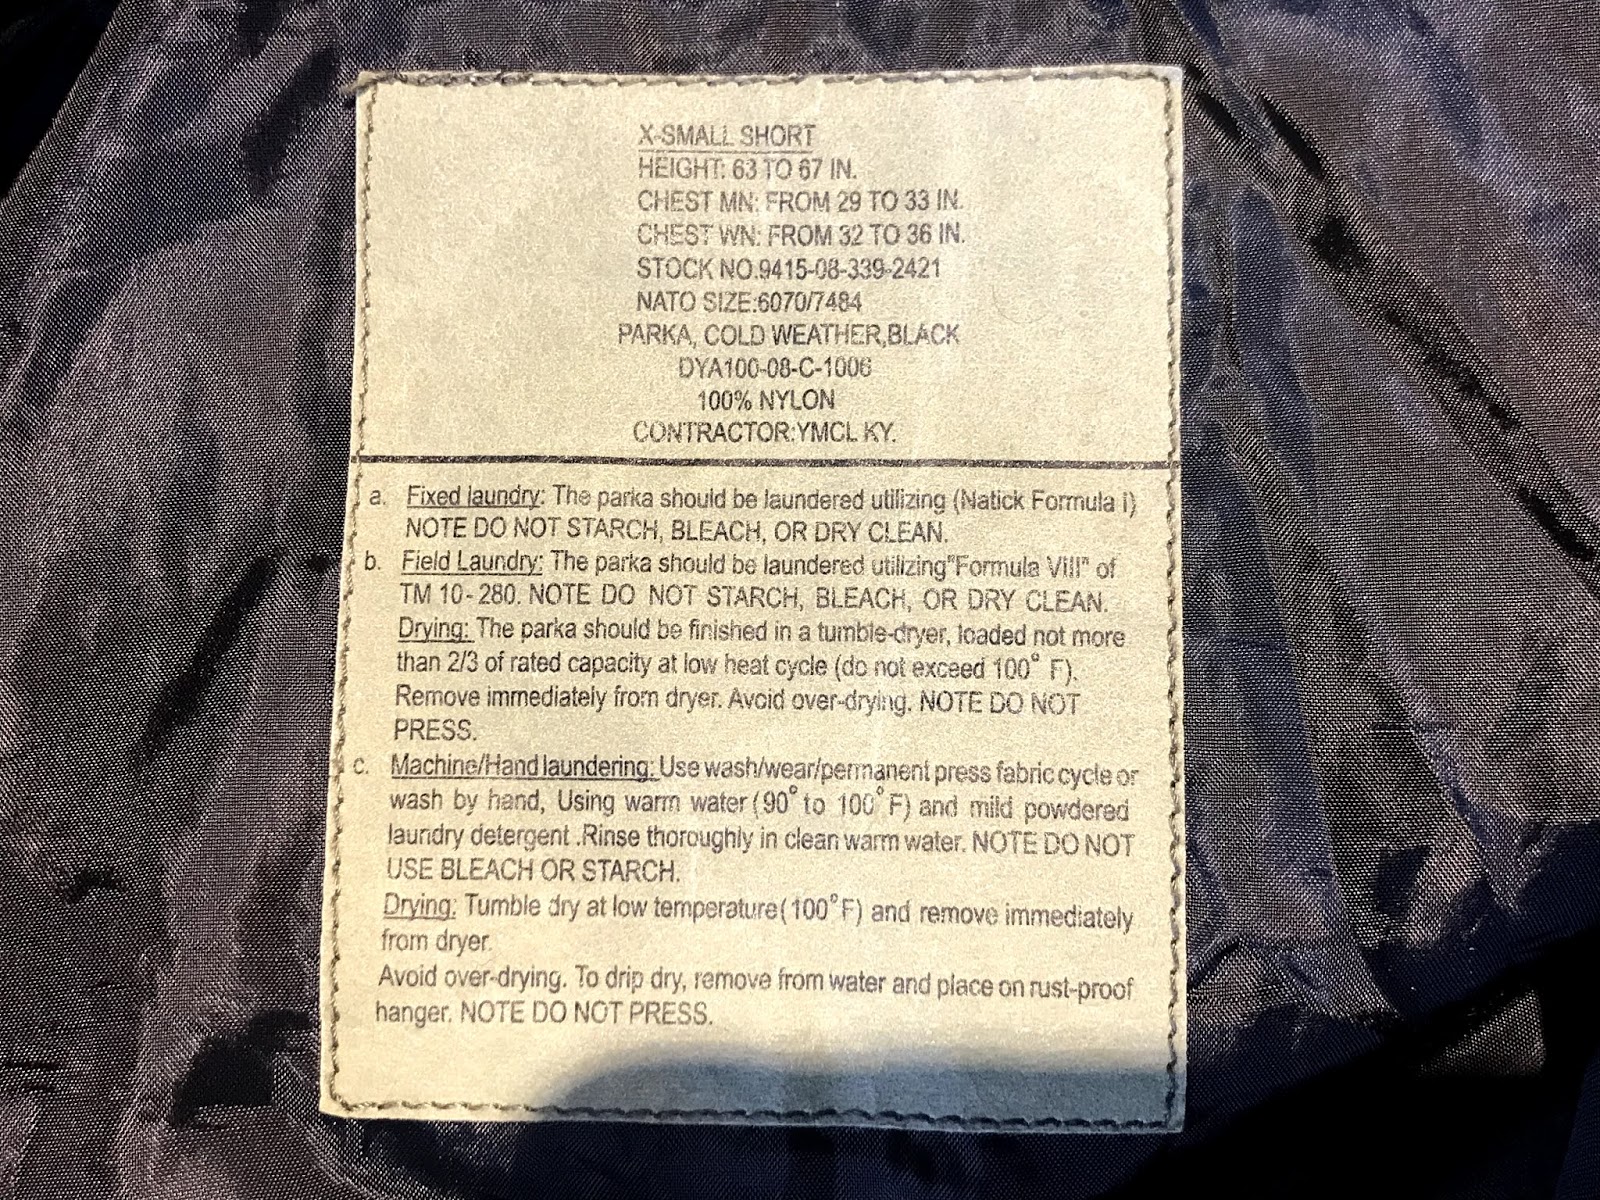 X-SMALL SHORT
HEIGHT: 63 TO 67 IN.
CHEST MN: FROM 29 TO 33 IN.
CHEST WN: FROM 32 TO 36 IN.
STOCK NO.9415-08-339-2421
NATO SIZE:6070/7484
PARKA, COLD WEATHER,BLACK
DYA100-08-C-1006
100% NYLON
CONTRACTOR:YMCL KY.
a. Fixed laundry: The parka should be laundered utilizing (Natick Formula I)
NOTE DO NOT STARCH, BLEACH, OR DRY CLEAN.
b. Field Laundry: The parka should be laundered utilizing"Formula VIII" of
TM 10-280. NOTE DO NOT STARCH, BLEACH, OR DRY CLEAN.
Drying: The parka should be finished in a tumble-dryer, loaded not more
than 2/3 of rated capacity at low heat cycle (do not exceed 100° F).
Remove immediately from dryer. Avoid over-drying. NOTE DO NOT
PRESS.
c. Machine/Hand laundering: Use wash/wear/permanent press fabric cycle or
wash by hand, Using warm water (90° to 100° F) and mild powdered
laundry detergent .Rinse thoroughly in clean warm water. NOTE DO NOT
USE BLEACH OR STARCH.
Drying: Tumble dry at low temperature(100°F) and remove immediately
from dryer.
Avoid over-drying. To drip dry, remove from water and place on rust-proof
hanger. NOTE DO NOT PRESS.